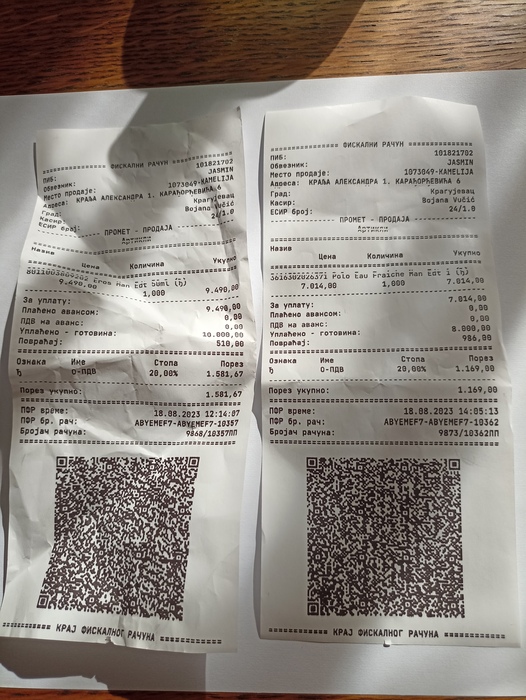 ============ ФИСКАЛНИ РАЧУН ============
ПИБ: 101821702
Обвезник: JASMIN
Место продаје: 1073849-KAMELIJA
Адреса: КРАЉА АЛЕКСАНДРА 1. КАРАЂОРЂЕВИЋА 6
Град: Крагујевац
Касир: Bojana Vučić
ЕСИР број: 24/1.0
------------ ПРОМЕТ - ПРОДАЈА ------------
Артикли
Назив Цена Количина Укупно
Eros Man Edt 50ml (Ђ)
9.490,00 1,000 9.490,00
За уплату: 9.490,00
Плаћено авансом: 0,00
ПДВ на аванс: 0,00
Уплаћено - готовина: 10.000,00
Повраћај: 510,00
Ознака Име Стопа Порез
Ђ О-ПДВ 20,00% 1.581,67
Порез укупно: 1.581,67
ПФР време: 18.08.2023 12:14:07
ПФР бр. рач: ABYEMEF7-ABYEMEF7-10357
Бројач рачуна: 9868/10357ПП
============ КРАЈ ФИСКАЛНОГ РАЧУНА ============
============ ФИСКАЛНИ РАЧУН ============
ПИБ: 101821702
Обвезник: JASMIN
Место продаје: 1073849-KAMELIJA
Адреса: КРАЉА АЛЕКСАНДРА 1. КАРАЂОРЂЕВИЋА 6
Град: Крагујевац
Касир: Bojana Vučić
ЕСИР број: 24/1.0
------------ ПРОМЕТ - ПРОДАЈА ------------
Артикли
Назив Цена Количина Укупно
3616302026371 Polo Eau Fraiche Man Edt 1 (Ђ)
7.014,00 1,000 7.014,00
За уплату: 7.014,00
Плаћено авансом: 0,00
ПДВ на аванс: 0,00
Уплаћено - готовина: 8.000,00
Повраћај: 986,00
Ознака Име Стопа Порез
Ђ О-ПДВ 20,00% 1.169,00
Порез укупно: 1.169,00
ПФР време: 18.08.2023 14:05:13
ПФР бр. рач: ABYEMEF7-ABYEMEF7-10362
Бројач рачуна: 9873/10362ПП
============ КРАЈ ФИСКАЛНОГ РАЧУНА ============